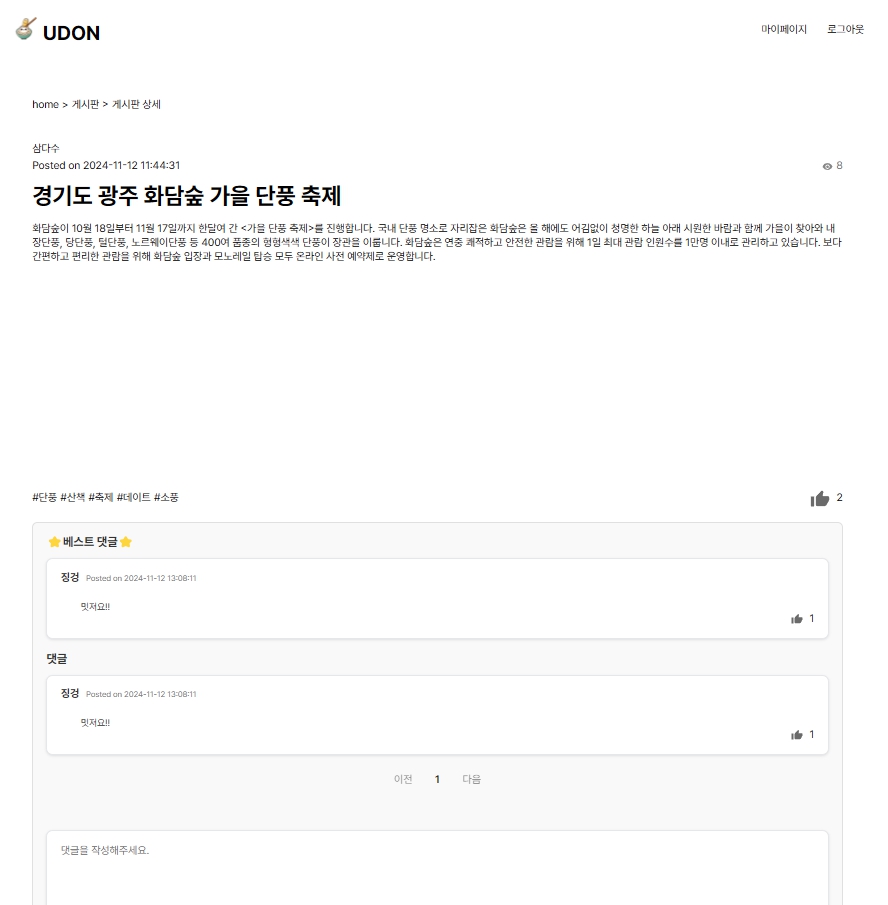 UDON
마이페이지 로그아웃
home > 게시판 > 게시판 상세
삼다수
Posted on 2024-11-12 11:44:31 8
경기도 광주 화담숲 가을 단풍 축제
화담숲이 10월 18일부터 11월 17일까지 한달여 간 <가을 단풍 축제>를 진행합니다. 국내 단풍 명소로 자리잡은 화담숲은 올 해에도 어김없이 청명한 하늘 아래 시원한 바람과 함께 가을이 찾아와 내
장단풍, 당단풍, 털단풍, 노르웨이단풍 등 400여 품종의 형형색색 단풍이 장관을 이룹니다. 화담숲은 연중 쾌적하고 안전한 관람을 위해 1일 최대 관람 인원수를 1만명 이내로 관리하고 있습니다. 보다
간편하고 편리한 관람을 위해 화담숲 입장과 모노레일 탑승 모두 온라인 사전 예약제로 운영합니다.
#단풍 #산책 #축제 #데이트 #소풍 2
⭐베스트 댓글⭐
징겅 Posted on 2024-11-12 13:08:11
밋져요!!
1
댓글
징겅 Posted on 2024-11-12 13:08:11
밋져요!!
1
이전 1 다음
댓글을 작성해주세요.